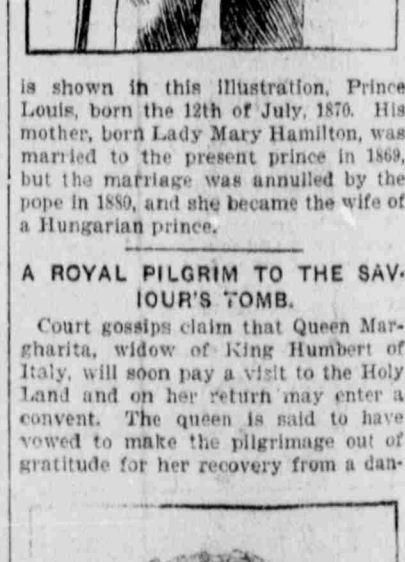 is shown in this illustration, Prince
Louis, born the 12th of July, 1870. His
mother, born Lady Mary Hamilton, was
married to the present prince in 1869,
but the marriage was annulled by the
pope in 1880, and she became the wife of
a Hungarian prince.
A ROYAL PILGRIM TO THE SAV-
IOUR'S TOMB.
Court gossips claim that Queen Mar-
gharita, widow of King Humbert of
Italy, will soon pay a visit to the Holy
Land and on her return may enter a
convent. The queen is said to have
vowed to make the pilgrimage out of
gratitude for her recovery from a dan-